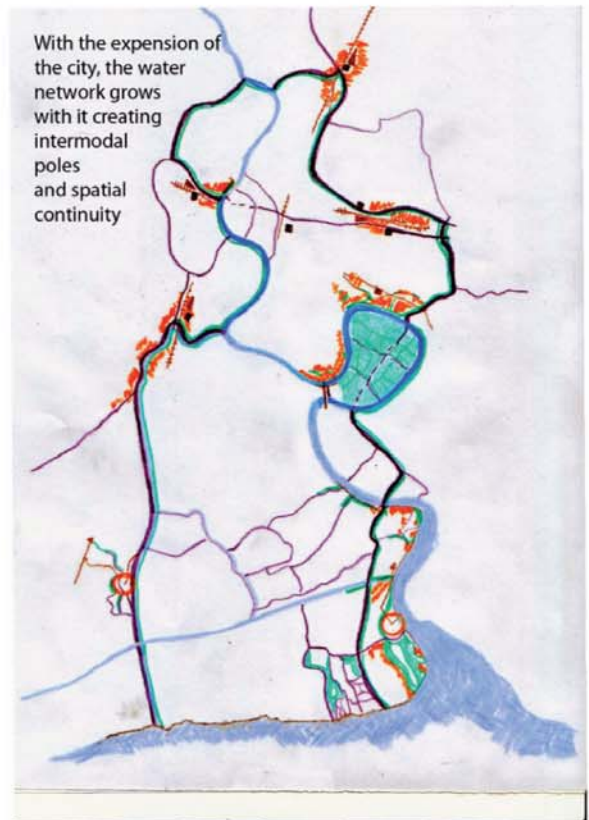 With the expension of
the city, the water
network grows
with it creating
intermodal
poles
and spatial
continuity